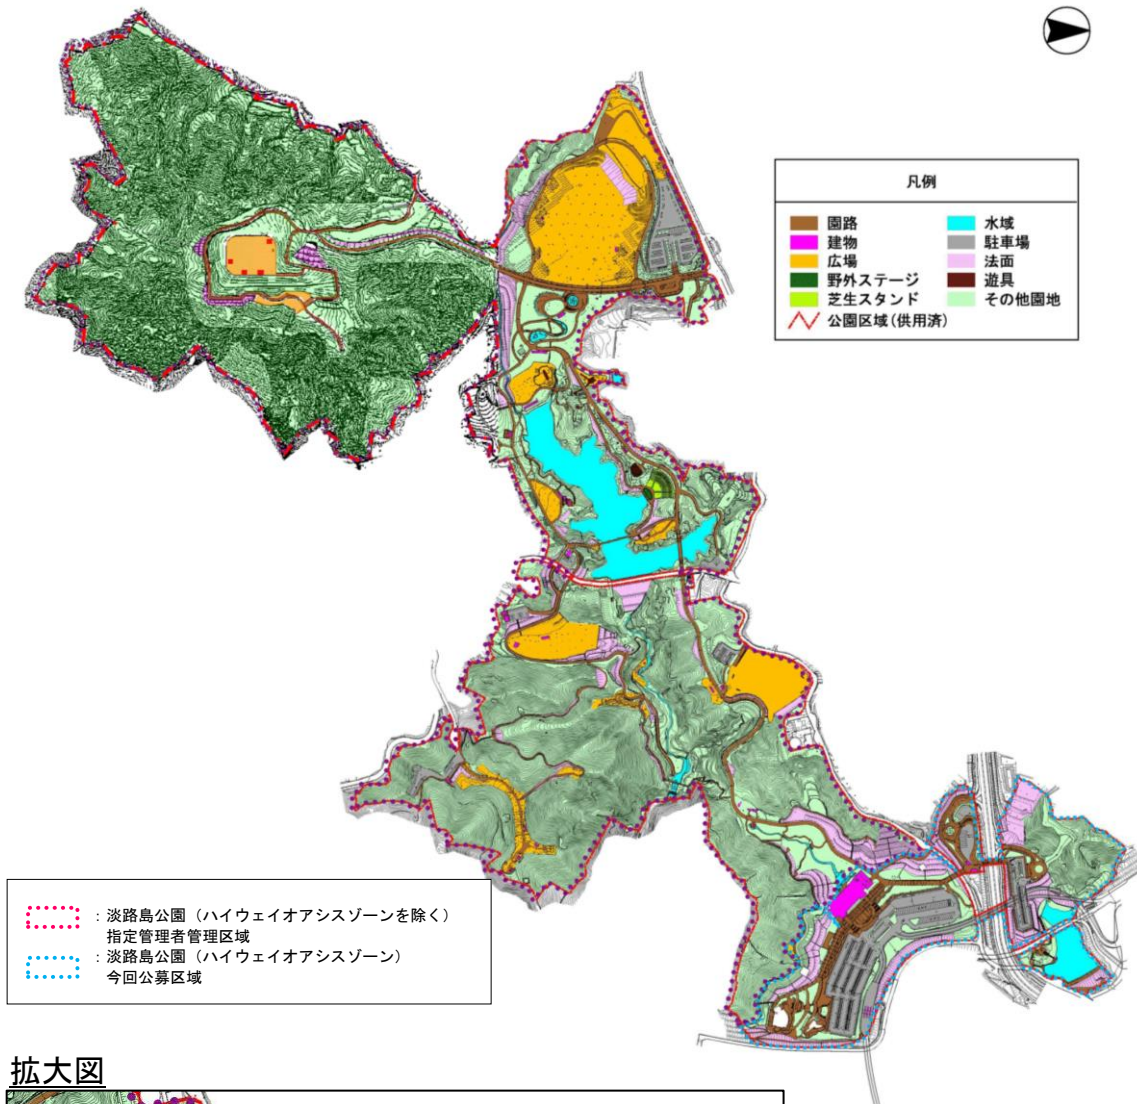 凡例
園路
建物
広場
野外ステージ
芝生スタンド
公園区域(供用済)
水域
駐車場
法面
遊具
その他園地
:淡路島公園(ハイウェイオアシスゾーンを除く)
指定管理者管理区域
:淡路島公園(ハイウェイオアシスゾーン)
今回公募区域
拡大図